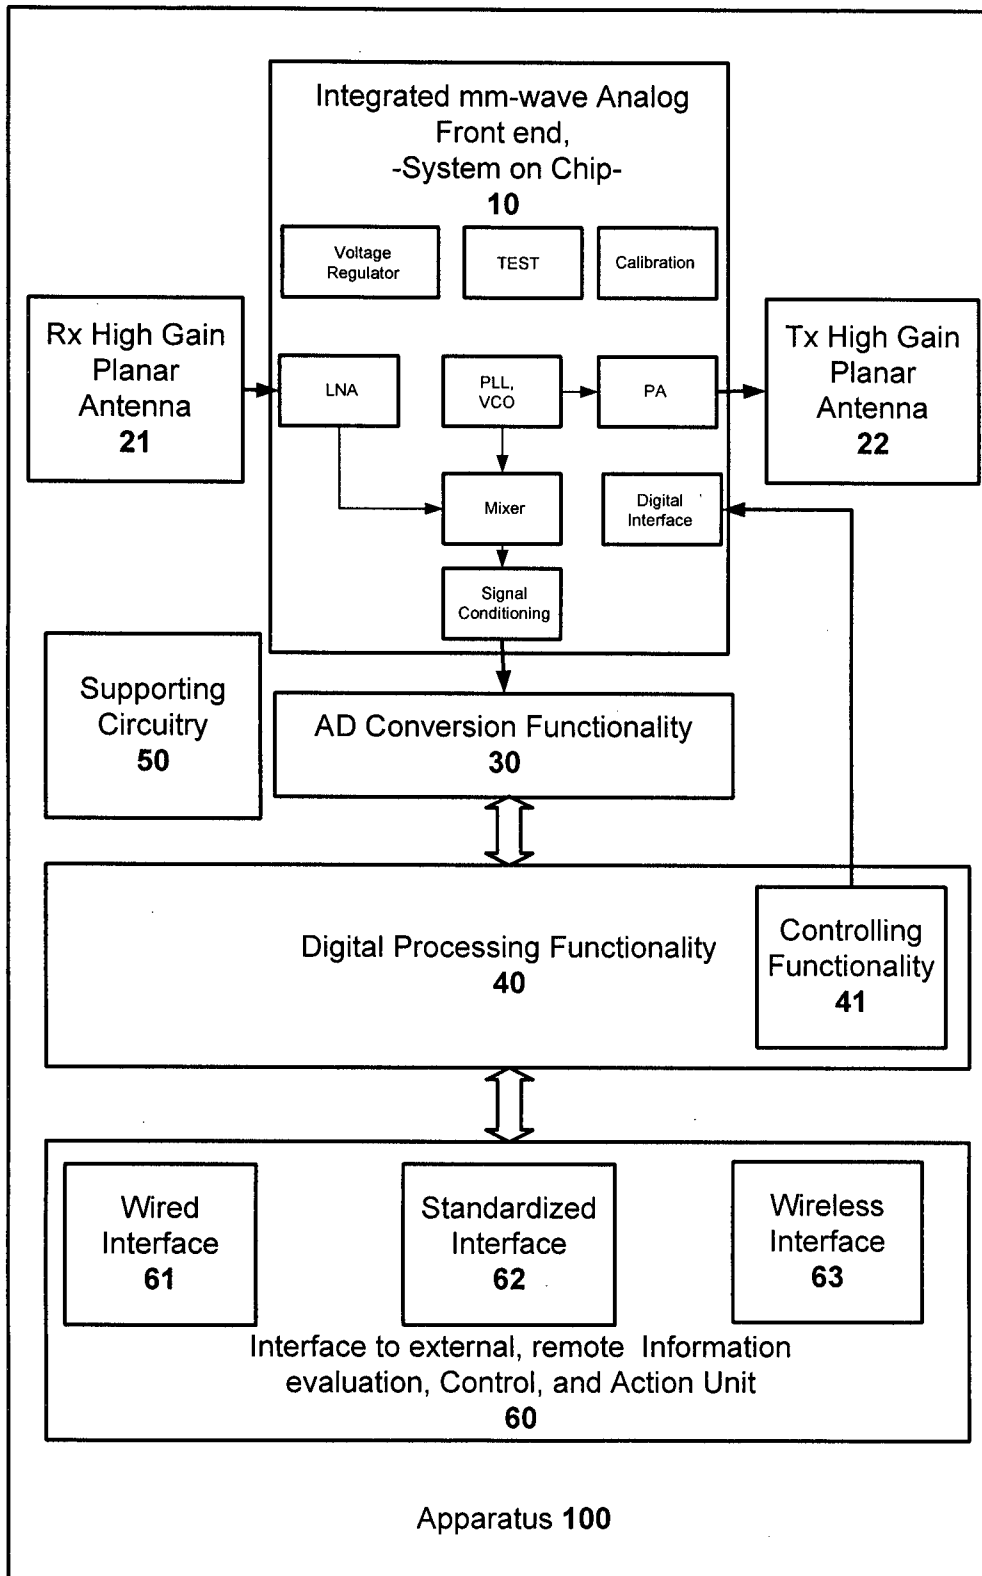 Integrated mm-wave Analog
Front end,
-System on Chip-
10
Voltage
Regulator
TEST
Calibration
Rx High Gain
Planar
Antenna
21
LNA
PLL,
VCO
PA
Tx High Gain
Planar
Antenna
22
Mixer
Digital
Interface
Signal
Conditioning
Supporting
Circuitry
50
AD Conversion Functionality
30
Digital Processing Functionality
40
Controlling
Functionality
41
Wired
Interface
61
Standardized
Interface
62
Wireless
Interface
63
Interface to external, remote Information
evaluation, Control, and Action Unit
60
Apparatus 100